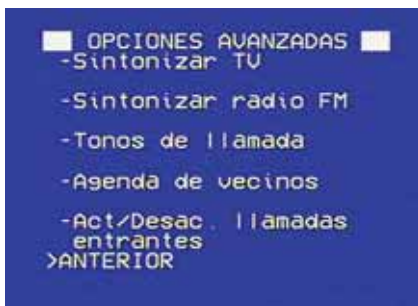 OPCIONES AVANZADAS
-Sintonizar TV
-Sintonizar radio FM
-Tonos de llamada
-Agenda de vecinos
-Act/Desac. llamadas
entrantes
>ANTERIOR